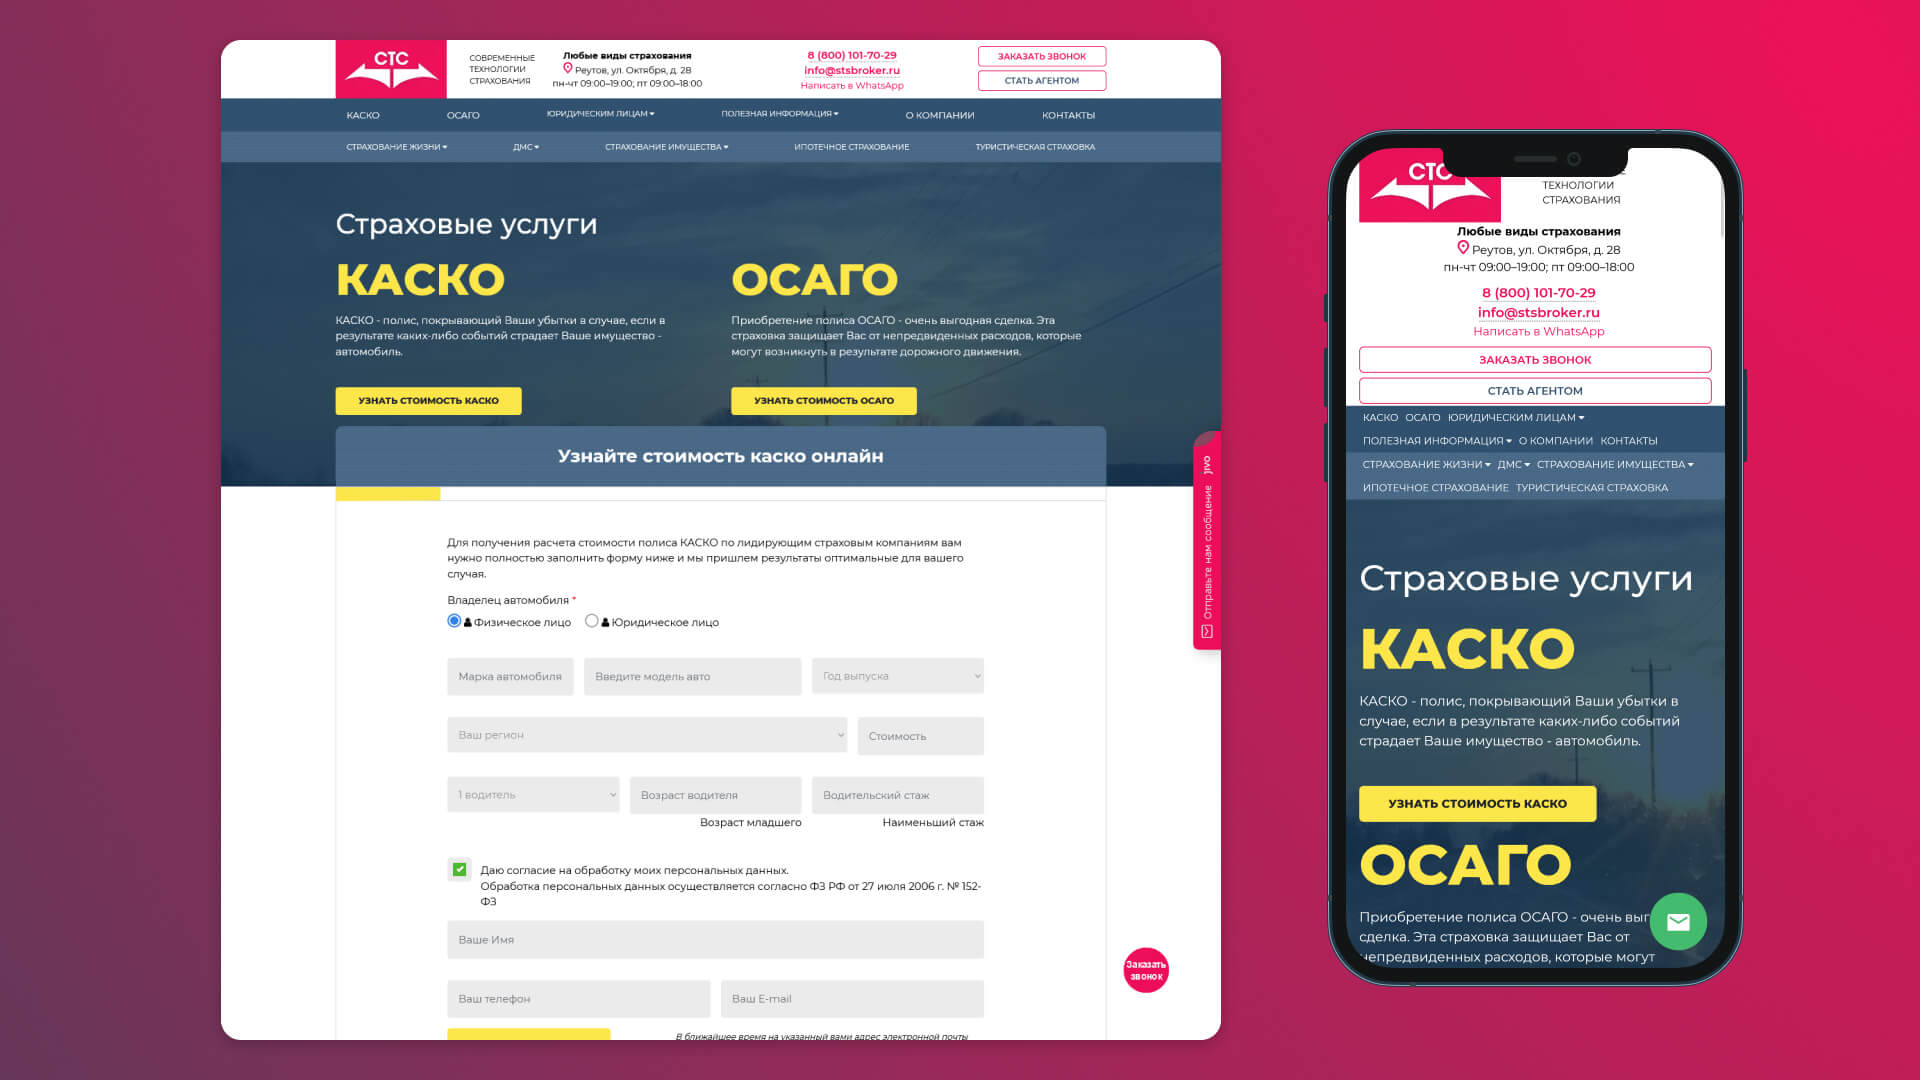 СТС
СОВРЕМЕННЫЕ
ТЕХНОЛОГИИ
СТРАХОВАНИЯ
Любые виды страхования
Реутов, ул. Октября, д. 28
пн-чт 09:00–19:00; пт 09:00–18:00
8 (800) 101-70-29
info@stsbroker.ru
Написать в WhatsApp
ЗАКАЗАТЬ ЗВОНОК
СТАТЬ АГЕНТОМ
КАСКО ОСАГО ЮРИДИЧЕСКИМ ЛИЦАМ ПОЛЕЗНАЯ ИНФОРМАЦИЯ О КОМПАНИИ КОНТАКТЫ
СТРАХОВАНИЕ ЖИЗНИ ДМС СТРАХОВАНИЕ ИМУЩЕСТВА ИПОТЕЧНОЕ СТРАХОВАНИЕ ТУРИСТИЧЕСКАЯ СТРАХОВКА
Страховые услуги
КАСКО
КАСКО - полис, покрывающий Ваши убытки в случае, если в
результате каких-либо событий страдает Ваше имущество -
автомобиль.
УЗНАТЬ СТОИМОСТЬ КАСКО
ОСАГО
Приобретение полиса ОСАГО - очень выгодная сделка. Эта
страховка защищает Вас от непредвиденных расходов, которые
могут возникнуть в результате дорожного движения.
УЗНАТЬ СТОИМОСТЬ ОСАГО
Узнайте стоимость каско онлайн
Для получения расчета стоимости полиса КАСКО по лидирующим страховым компаниям вам
нужно полностью заполнить форму ниже и мы пришлем результаты оптимальные для вашего
случая.
Владелец автомобиля *
Физическое лицо Юридическое лицо
Марка автомобиля Введите модель авто Год выпуска
Ваш регион Стоимость
1 водитель Возраст водителя Водительский стаж
Возраст младшего Наименьший стаж
Даю согласие на обработку моих персональных данных.
Обработка персональных данных осуществляется согласно ФЗ РФ от 27 июля 2006 г. № 152-
ФЗ
Ваше Имя
Ваш телефон Ваш E-mail
В ближайшее время на указанный вами адрес электронной почты
Отправьте нам сообщение jivo
Заказать
звонок
СТС
ТЕХНОЛОГИИ
СТРАХОВАНИЯ
Любые виды страхования
Реутов, ул. Октября, д. 28
пн-чт 09:00–19:00; пт 09:00–18:00
8 (800) 101-70-29
info@stsbroker.ru
Написать в WhatsApp
ЗАКАЗАТЬ ЗВОНОК
СТАТЬ АГЕНТОМ
КАСКО ОСАГО ЮРИДИЧЕСКИМ ЛИЦАМ
ПОЛЕЗНАЯ ИНФОРМАЦИЯ О КОМПАНИИ КОНТАКТЫ
СТРАХОВАНИЕ ЖИЗНИ ДМС СТРАХОВАНИЕ ИМУЩЕСТВА
ИПОТЕЧНОЕ СТРАХОВАНИЕ ТУРИСТИЧЕСКАЯ СТРАХОВКА
Страховые услуги
КАСКО
КАСКО - полис, покрывающий Ваши убытки в
случае, если в результате каких-либо событий
страдает Ваше имущество - автомобиль.
УЗНАТЬ СТОИМОСТЬ КАСКО
ОСАГО
Приобретение полиса ОСАГО - очень выг
сделка. Эта страховка защищает Вас от
непредвиденных расходов, которые могут